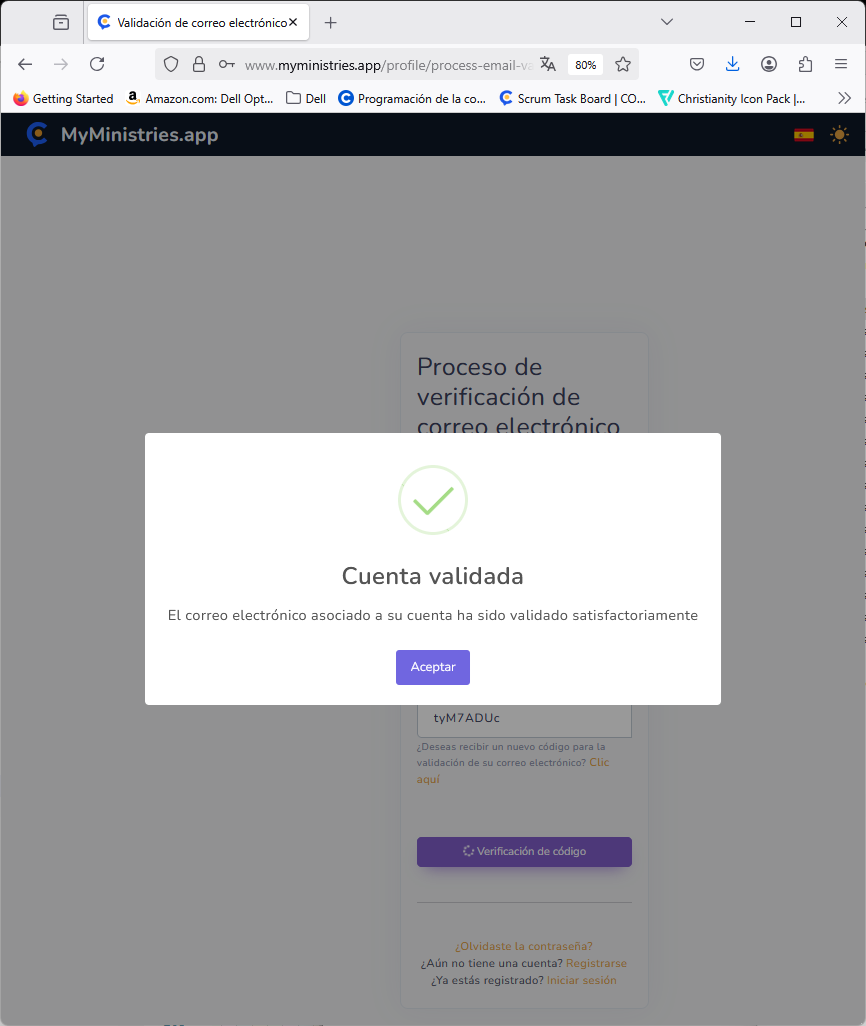 Validación de correo electrónico
www.myministries.app/profile/process-email-va
80%
Getting Started
Amazon.com: Dell Opt...
Dell
Programación de la co...
Scrum Task Board | CO...
Christianity Icon Pack |...
MyMinistries.app
Proceso de
verificación de
correo electrónico
Cuenta validada
El correo electrónico asociado a su cuenta ha sido validado satisfactoriamente
Aceptar
tyM7ADUc
¿Deseas recibir un nuevo código para la
validación de su correo electrónico? Clic
aquí
Verificación de código
¿Olvidaste la contraseña?
¿Aún no tiene una cuenta? Registrarse
¿Ya estás registrado? Iniciar sesión